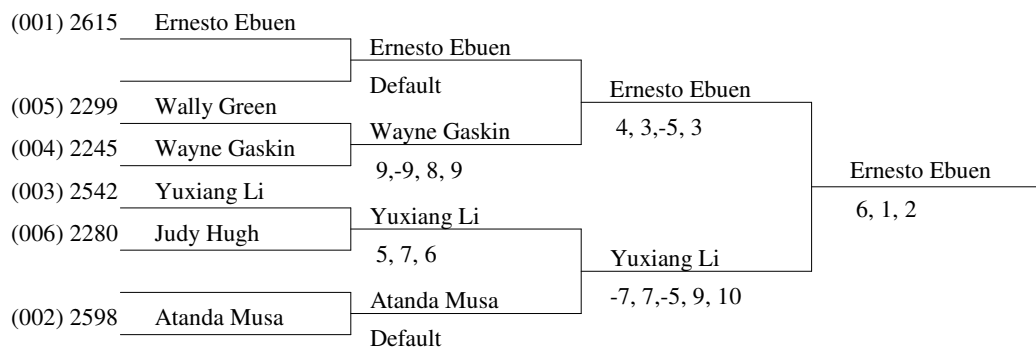 (001) 2615 Ernesto Ebuen
Ernesto Ebuen
Default
Ernesto Ebuen
(005) 2299 Wally Green
4, 3,-5, 3
Wayne Gaskin
(004) 2245 Wayne Gaskin
9,-9, 8, 9
Ernesto Ebuen
(003) 2542 Yuxiang Li
6, 1, 2
Yuxiang Li
(006) 2280 Judy Hugh
5, 7, 6
Yuxiang Li
-7, 7,-5, 9, 10
Atanda Musa
(002) 2598 Atanda Musa
Default